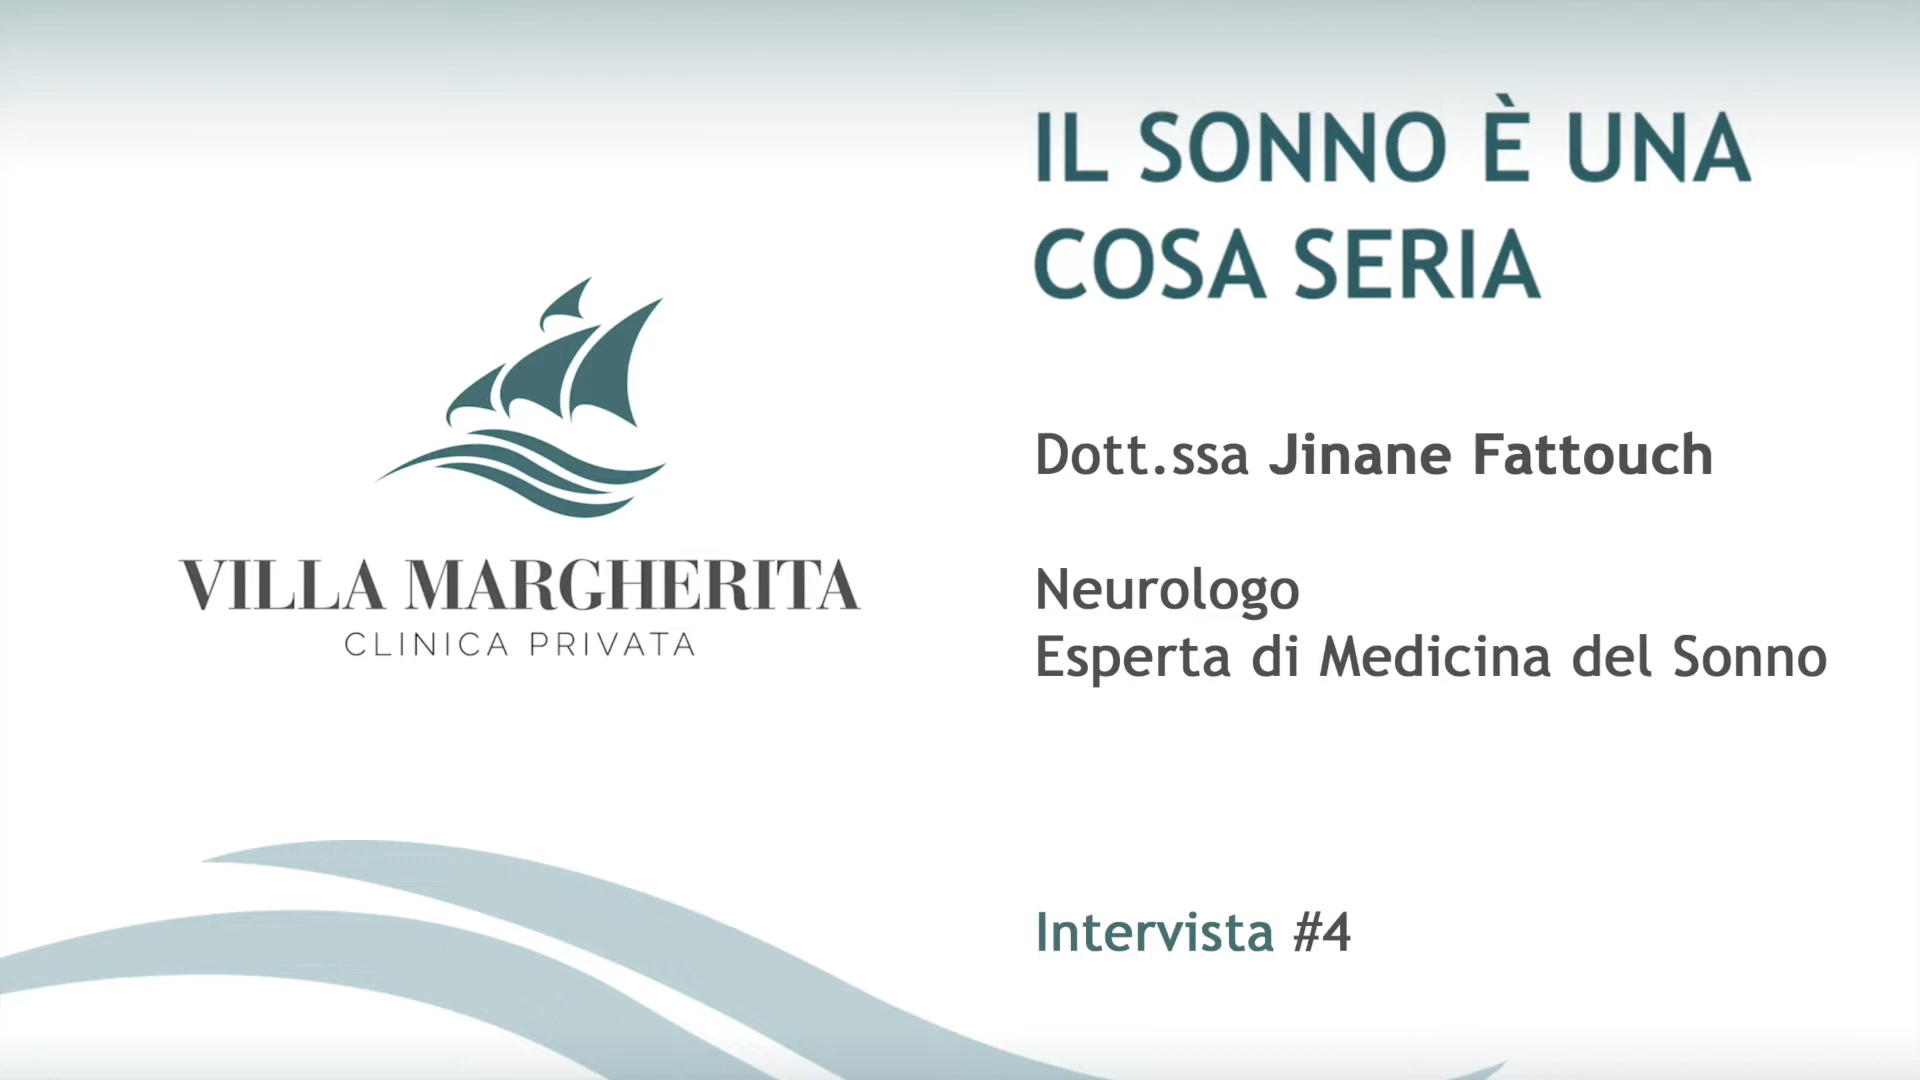 IL SONNO È UNA
COSA SERIA
VILLA MARGHERITA
CLINICA PRIVATA
Dott.ssa Jinane Fattouch
Neurologo
Esperta di Medicina del Sonno
Intervista #4